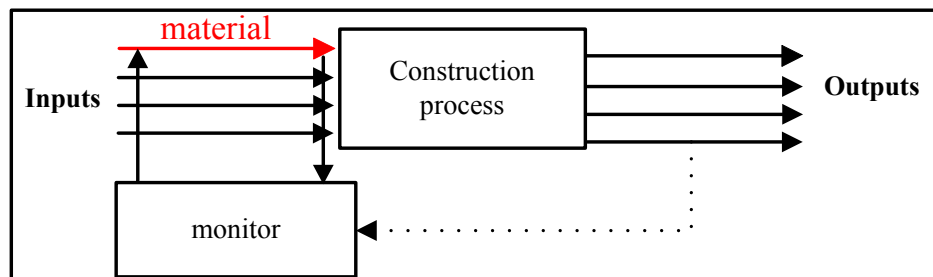 material
Inputs
Construction
process
Outputs
monitor